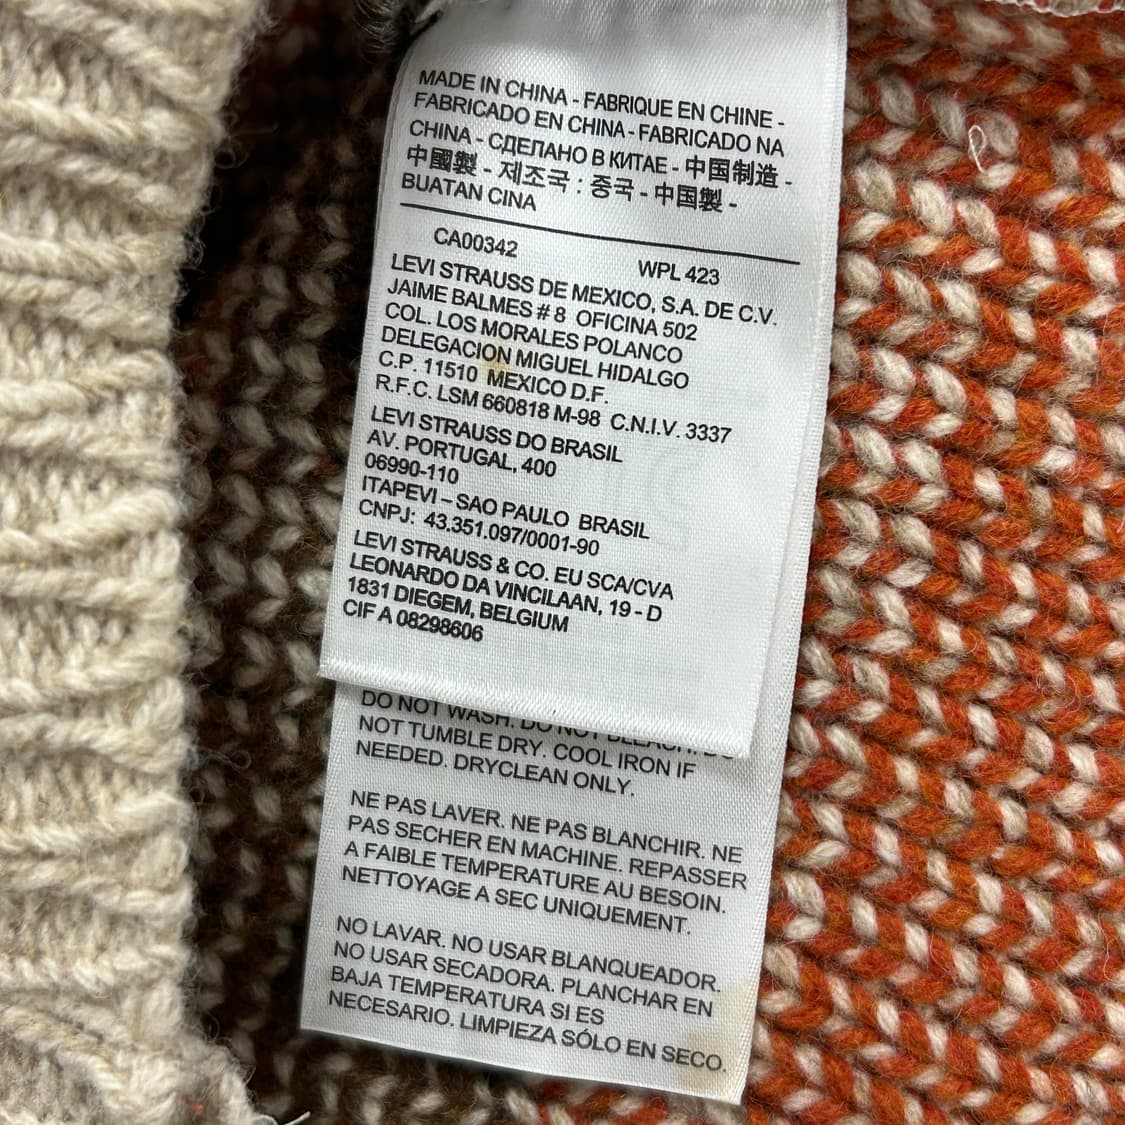 MADE IN CHINA - FABRIQUE EN CHINE -
FABRICADO EN CHINA - FABRICADO NA
CHINA - СДЕЛАНО В КИТАЕ - 中国制造 -
中國製 - 제조국 : 중국 - 中国製 -
BUATAN CINA
CA00342 WPL 423
LEVI STRAUSS DE MEXICO, S.A. DE C.V.
JAIME BALMES # 8 OFICINA 502
COL. LOS MORALES POLANCO
DELEGACION MIGUEL HIDALGO
C.P. 11510 MEXICO D.F.
R.F.C. LSM 660818 M-98 C.N.I.V. 3337
LEVI STRAUSS DO BRASIL
AV. PORTUGAL, 400
06990-110
ITAPEVI – SAO PAULO BRASIL
CNPJ: 43.351.097/0001-90
LEVI STRAUSS & CO. EU SCA/CVA
LEONARDO DA VINCILAAN, 19 - D
1831 DIEGEM, BELGIUM
CIF A 08298606
DO NOT WASH. DO NOT BLEACH. DO
NOT TUMBLE DRY. COOL IRON IF
NEEDED. DRYCLEAN ONLY.
NE PAS LAVER. NE PAS BLANCHIR. NE
PAS SECHER EN MACHINE. REPASSER
A FAIBLE TEMPERATURE AU BESOIN.
NETTOYAGE A SEC UNIQUEMENT.
NO LAVAR. NO USAR BLANQUEADOR.
NO USAR SECADORA. PLANCHAR EN
BAJA TEMPERATURA SI ES
NECESARIO. LIMPIEZA SÓLO EN SECO.